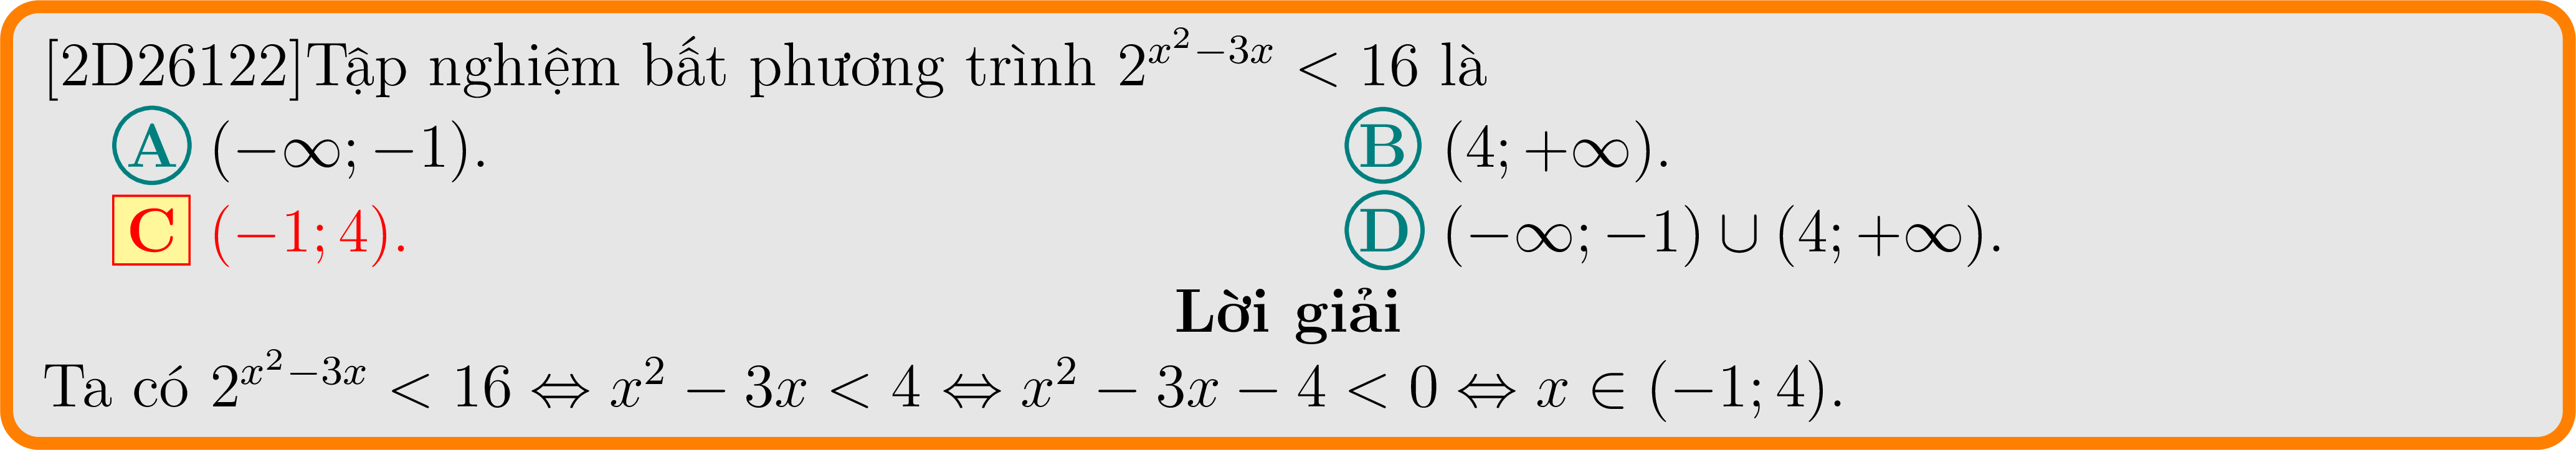 [2D26122]Tập nghiệm bất phương trình $2^{x^2-3x} < 16$ là
A $(-\infty; -1)$. B $(4; +\infty)$.
C $(-1; 4)$. D $(-\infty; -1) \cup (4; +\infty)$.
Lời giải
Ta có $2^{x^2-3x} < 16 \Leftrightarrow x^2 - 3x < 4 \Leftrightarrow x^2 - 3x - 4 < 0 \Leftrightarrow x \in (-1; 4)$.